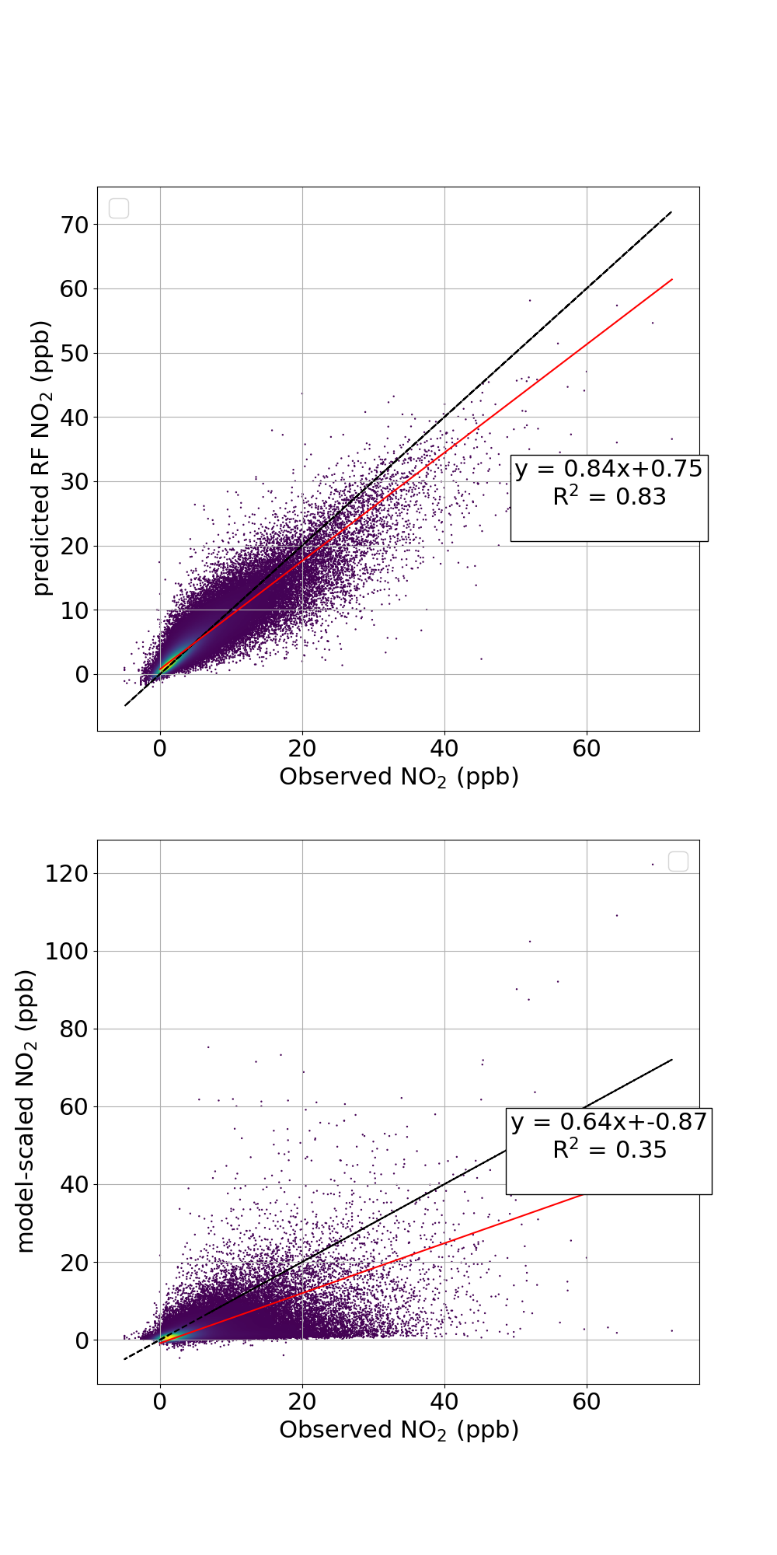 70
60
50
40
30
20
10
0
predicted RF NO₂ (ppb)
y = 0.84x+0.75
R² = 0.83
0 20 40 60
Observed NO₂ (ppb)
120
100
80
60
40
20
0
model-scaled NO₂ (ppb)
y = 0.64x+-0.87
R² = 0.35
0 20 40 60
Observed NO₂ (ppb)